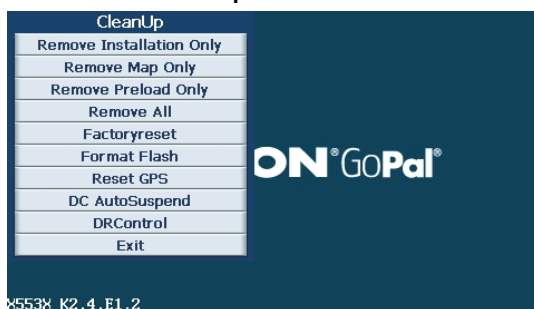 CleanUp
Remove Installation Only
Remove Map Only
Remove Preload Only
Remove All
Factoryreset
Format Flash
Reset GPS
DC AutoSuspend
DRControl
Exit
ON®GoPal®
X553X K2.4.E1.2